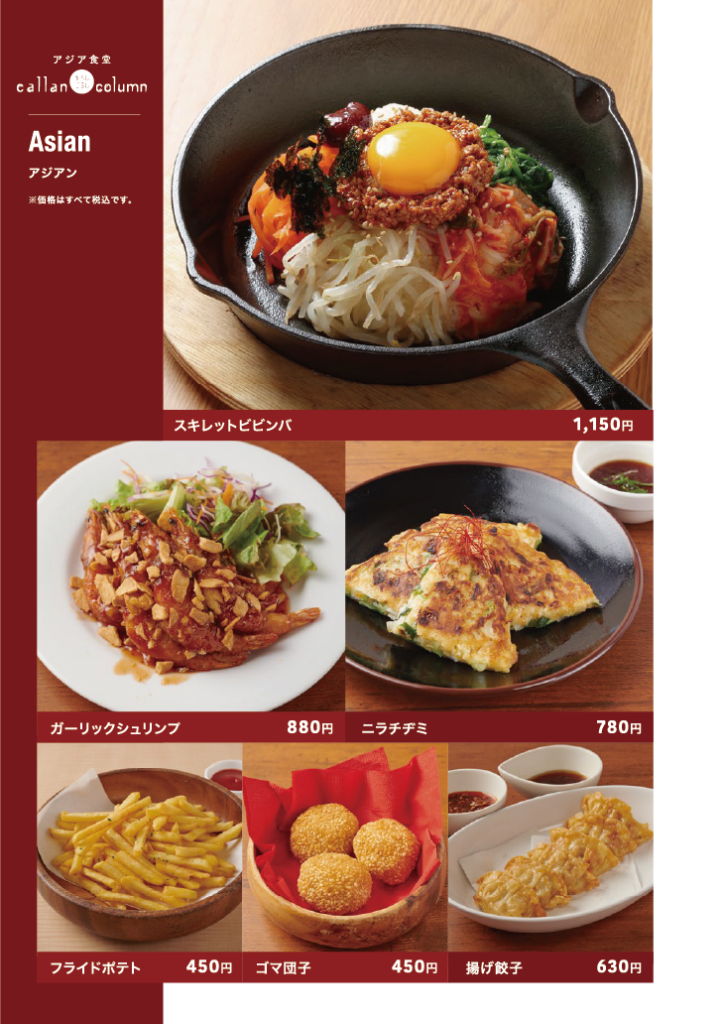 アジア食堂
callan column
Asian
アジアン
※価格はすべて税込です。
スキレットビビンバ 1,150円
ガーリックシュリンプ 880円
ニラチヂミ 780円
フライドポテト 450円
ゴマ団子 450円
揚げ餃子 630円